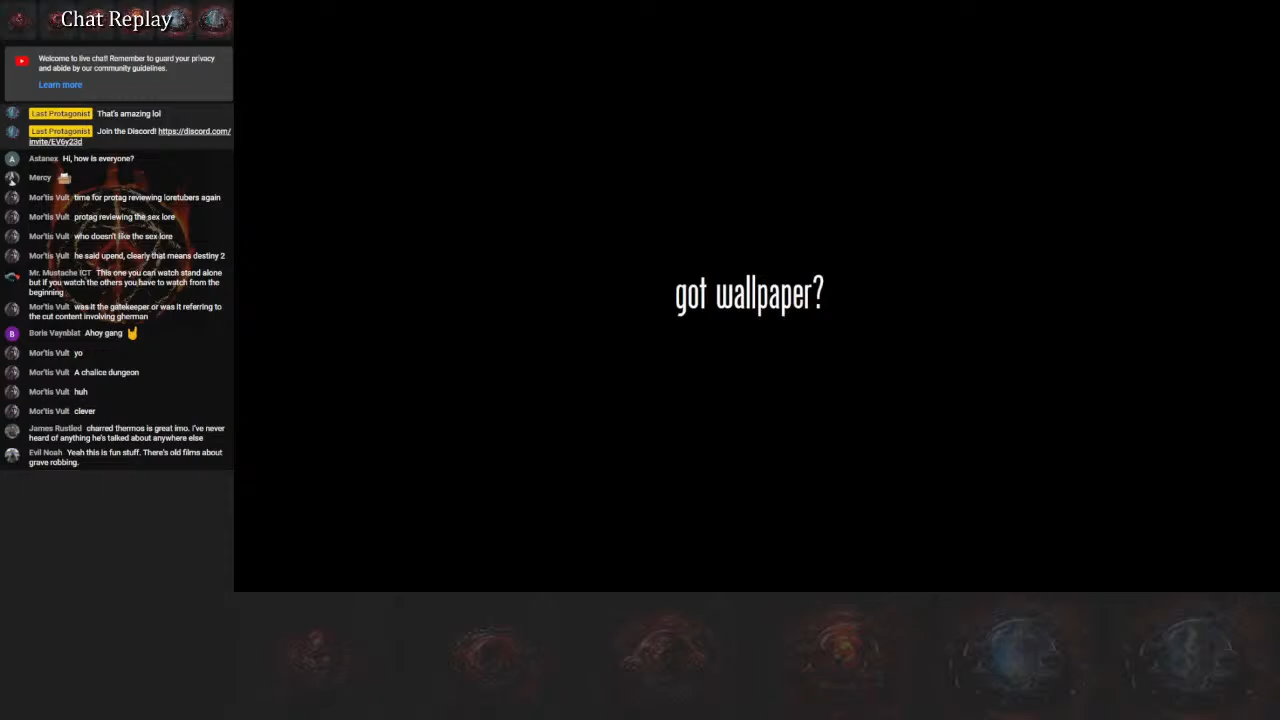 Chat Replay
Welcome to live chat! Remember to guard your privacy
and abide by our community guidelines.
Learn more
Last Protagonist That's amazing lol
Last Protagonist Join the Discord! https://discord.com/
invite/EV6y23d
Astanex Hi, how is everyone?
Mercy
Mor'tis Vult time for protag reviewing loretubers again
Mor'tis Vult protag reviewing the sex lore
Mor'tis Vult who doesn't like the sex lore
Mor'tis Vult he said upend, clearly that means destiny 2
Mr. Mustache ICT This one you can watch stand alone
but if you watch the others you have to watch from the
beginning
Mor'tis Vult was it the gatekeeper or was it referring to
the cut content involving gherman
Boris Vaynblat Ahoy gang 🤘
Mor'tis Vult yo
Mor'tis Vult A chalice dungeon
Mor'tis Vult huh
Mor'tis Vult clever
James Rustled charred thermos is great imo. I've never
heard of anything he's talked about anywhere else
Evil Noah Yeah this is fun stuff. There's old films about
grave robbing.
B
A
got wallpaper?